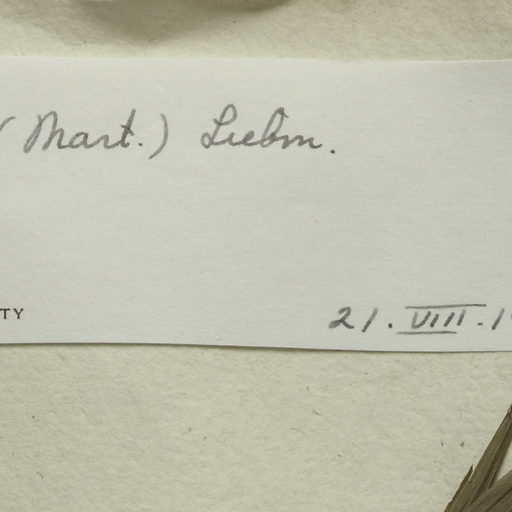 (Mart.) Liebm.
TY
21. VIII. 1